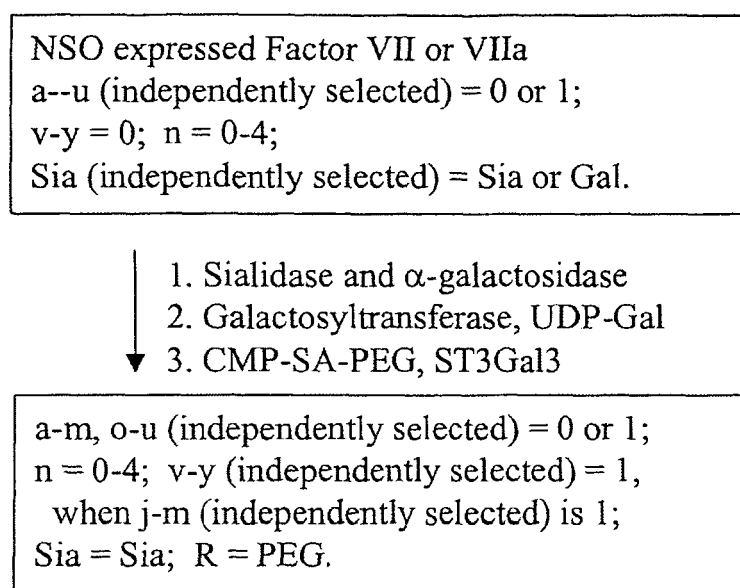 NSO expressed Factor VII or VIIa
a--u (independently selected) = 0 or 1;
v-y = 0; n = 0-4;
Sia (independently selected) = Sia or Gal.
1. Sialidase and α-galactosidase
2. Galactosyltransferase, UDP-Gal
3. CMP-SA-PEG, ST3Gal3
a-m, o-u (independently selected) = 0 or 1;
n = 0-4; v-y (independently selected) = 1,
when j-m (independently selected) is 1;
Sia = Sia; R = PEG.